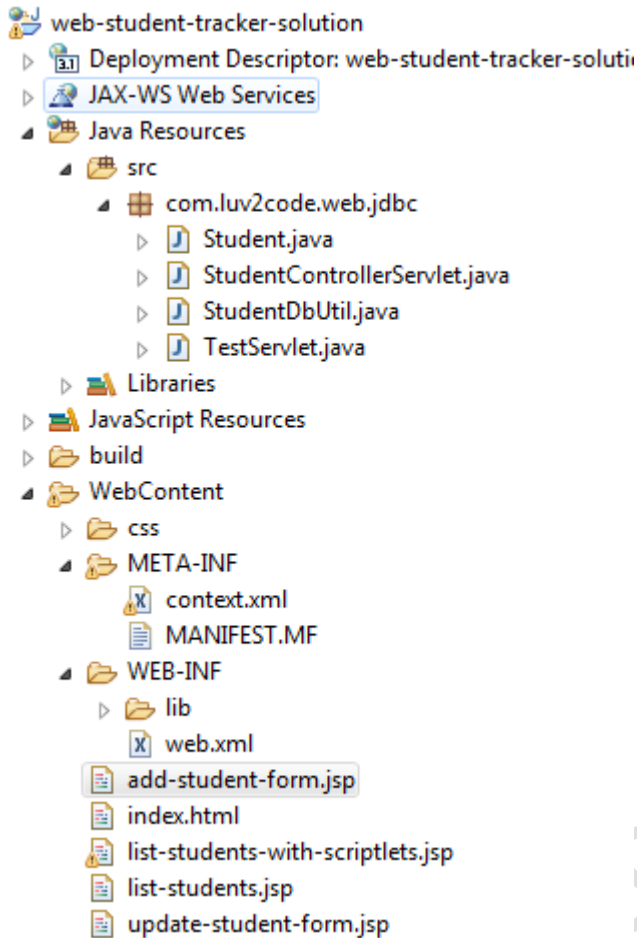 web-student-tracker-solution
3.1 Deployment Descriptor: web-student-tracker-soluti
JAX-WS Web Services
Java Resources
src
com.luv2code.web.jdbc
J Student.java
J StudentControllerServlet.java
J StudentDbUtil.java
J TestServlet.java
Libraries
JavaScript Resources
build
WebContent
css
META-INF
X context.xml
MANIFEST.MF
WEB-INF
lib
X web.xml
add-student-form.jsp
index.html
list-students-with-scriptlets.jsp
list-students.jsp
update-student-form.jsp